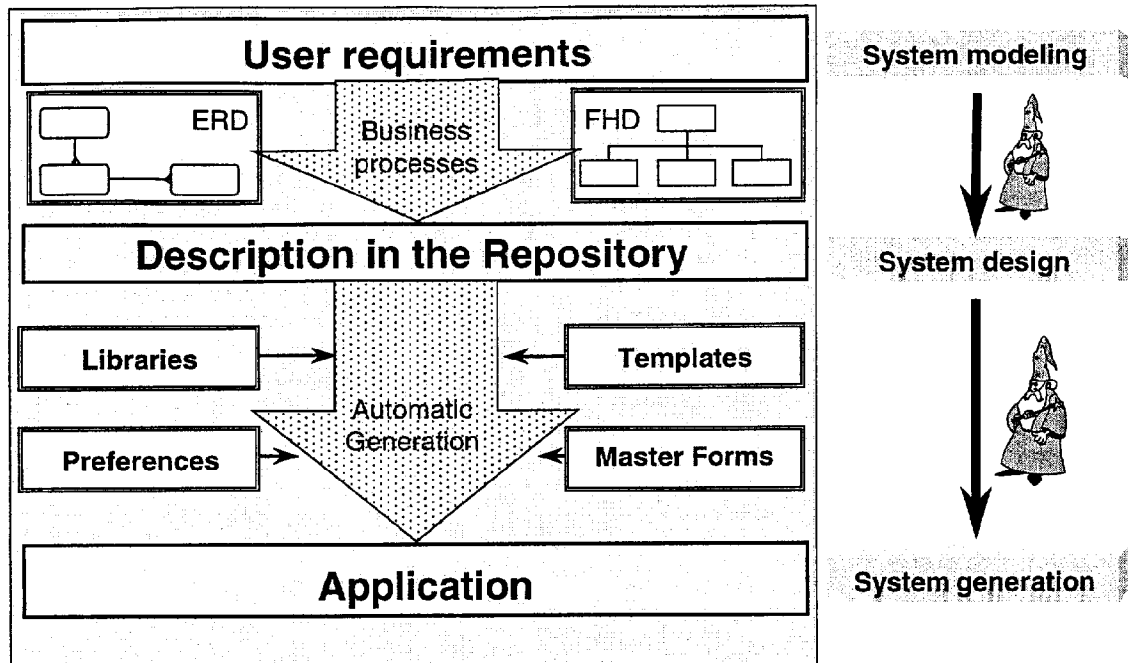 User requirements
System modeling
ERD
FHD
Business
processes
Description in the Repository
System design
Libraries
Templates
Automatic
Generation
Preferences
Master Forms
Application
System generation